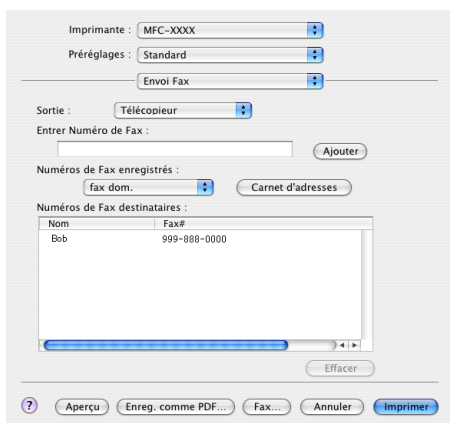 Imprimante : MFC-XXXX
Préréglages : Standard
Envoi Fax
Sortie : Télécopieur
Entrer Numéro de Fax :
Ajouter
Numéros de Fax enregistrés :
fax dom. Carnet d'adresses
Numéros de Fax destinataires :
Nom Fax#
Bob 999-888-0000
Effacer
? Aperçu Enreg. comme PDF... Fax... Annuler Imprimer